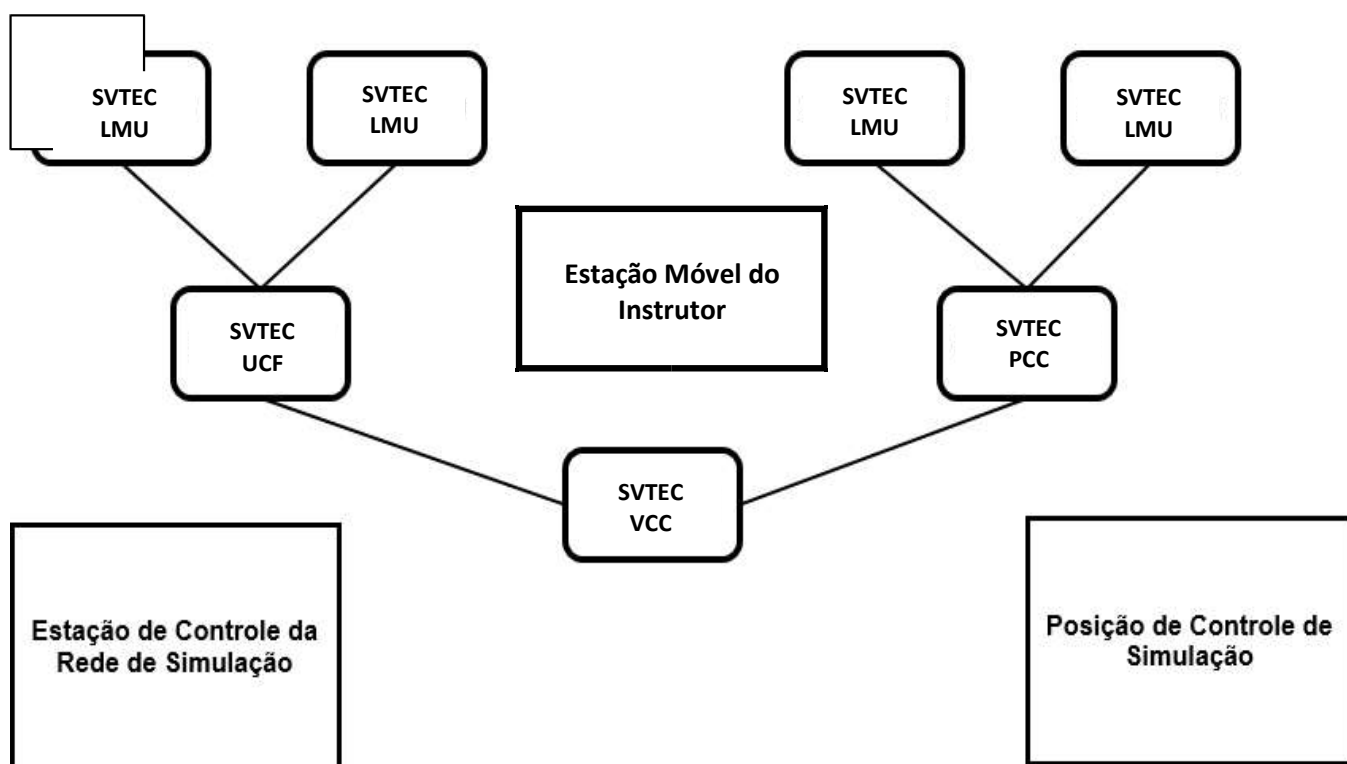 SVTEC
LMU
SVTEC
LMU
SVTEC
LMU
SVTEC
LMU
Estação Móvel do
Instrutor
SVTEC
UCF
SVTEC
PCC
SVTEC
VCC
Estação de Controle da
Rede de Simulação
Posição de Controle de
Simulação